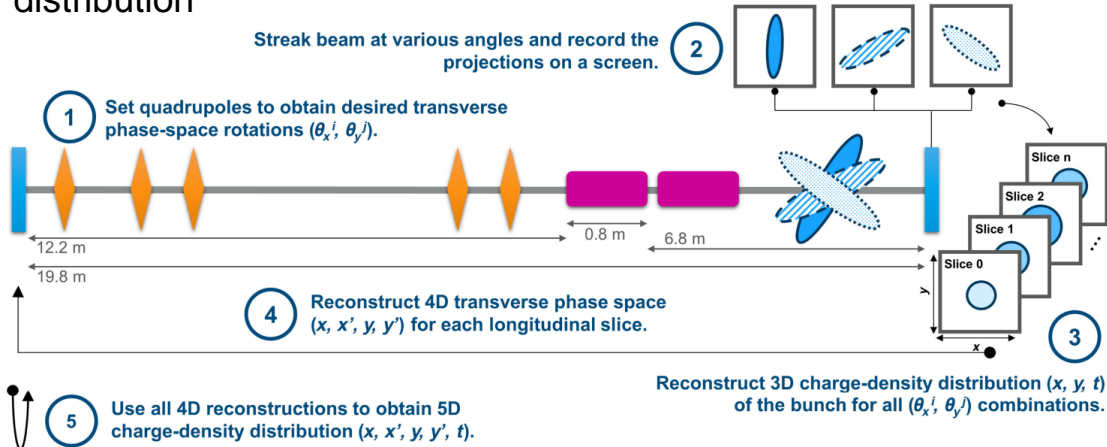 distribution
Streak beam at various angles and record the
projections on a screen.
2
1
Set quadrupoles to obtain desired transverse
phase-space rotations (θₓⁱ, θᵧʲ).
12.2 m
0.8 m
6.8 m
19.8 m
Slice n
Slice 2
Slice 1
Slice 0
y
x
4
Reconstruct 4D transverse phase space
(x, x’, y, y’) for each longitudinal slice.
3
Reconstruct 3D charge-density distribution (x, y, t)
of the bunch for all (θₓⁱ, θᵧʲ) combinations.
5
Use all 4D reconstructions to obtain 5D
charge-density distribution (x, x’, y, y’, t).